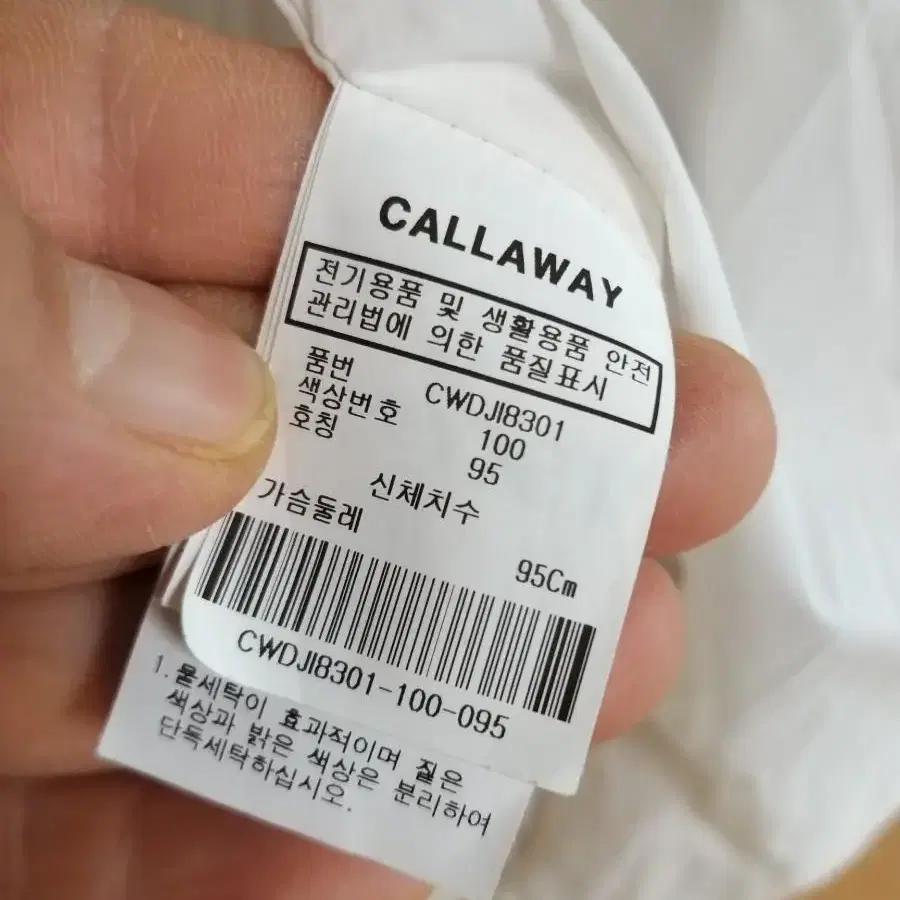 CALLAWAY
전기용품 및 생활용품 안전
관리법에 의한 품질표시
품번 CWDJI8301
색상번호 100
호칭 95
신체치수
가슴둘레 95Cm
CWDJI8301-100-095
1. 물세탁이 효과적이며 짙은
색상과 밝은 색상은 분리하여
단독세탁하십시오.